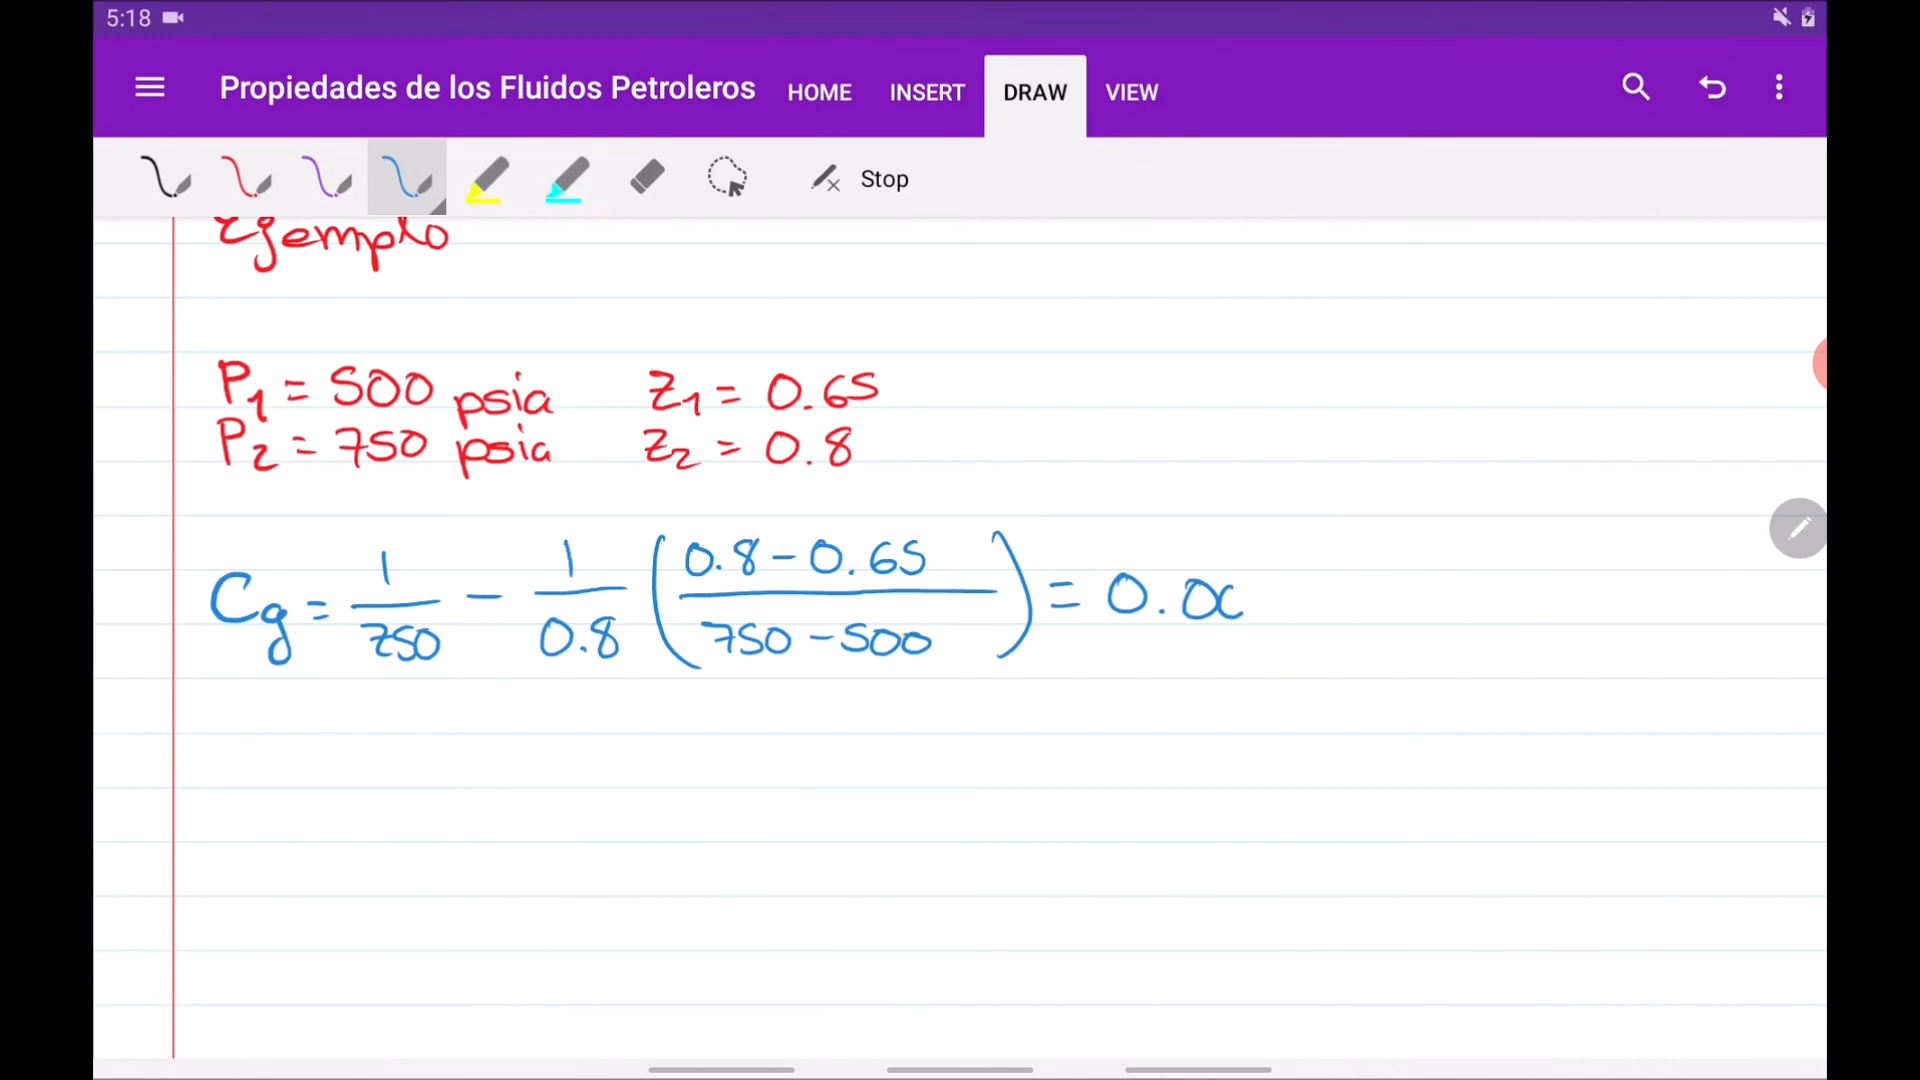 5:18
Propiedades de los Fluidos Petroleros HOME INSERT DRAW VIEW
Stop
Ejemplo
P1 = 500 psia Z1 = 0.65
P2 = 750 psia Z2 = 0.8
Cg = 1/750 - 1/0.8 (0.8-0.65/750-500) = 0.0